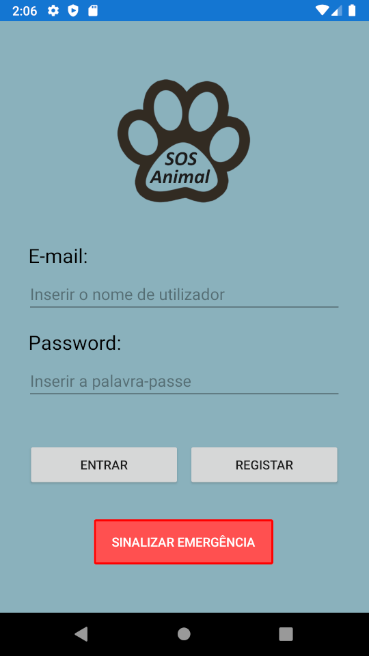 2:06
SOS
Animal
E-mail:
Inserir o nome de utilizador
Password:
Inserir a palavra-passe
ENTRAR
REGISTAR
SINALIZAR EMERGÊNCIA